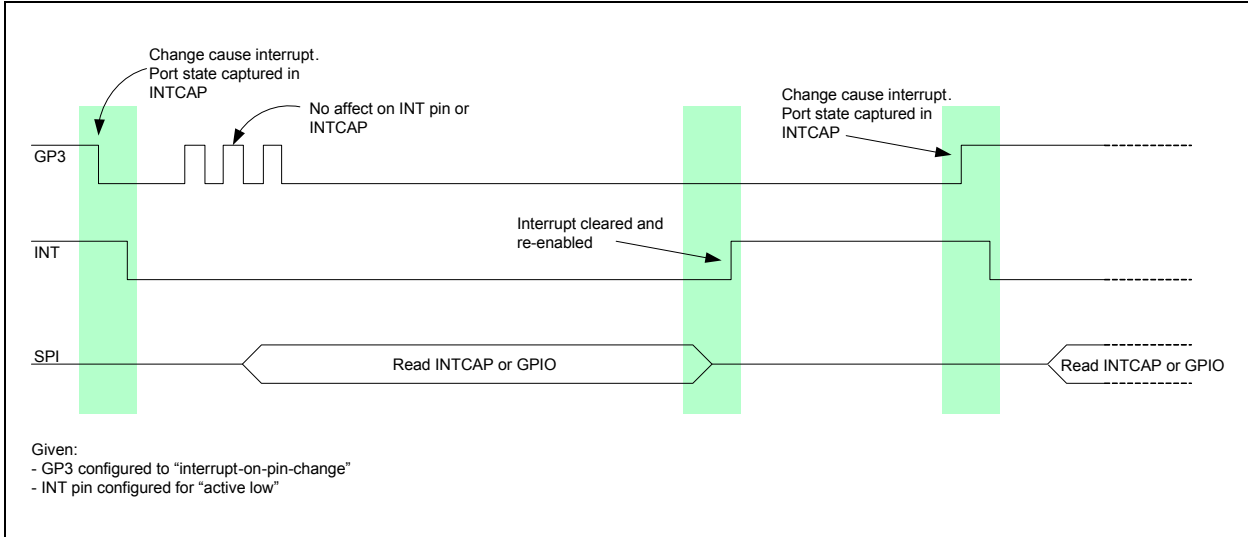 Change cause interrupt.
Port state captured in
INTCAP
No affect on INT pin or
INTCAP
Change cause interrupt.
Port state captured in
INTCAP
GP3
Interrupt cleared and
re-enabled
INT
SPI
Read INTCAP or GPIO
Read INTCAP or GPIO
Given:
- GP3 configured to “interrupt-on-pin-change”
- INT pin configured for “active low”